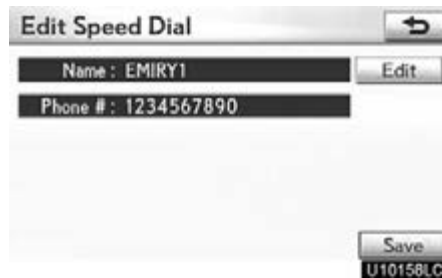 Edit Speed Dial
Name : EMIRY1
Edit
Phone # : 1234567890
Save
U10158LC